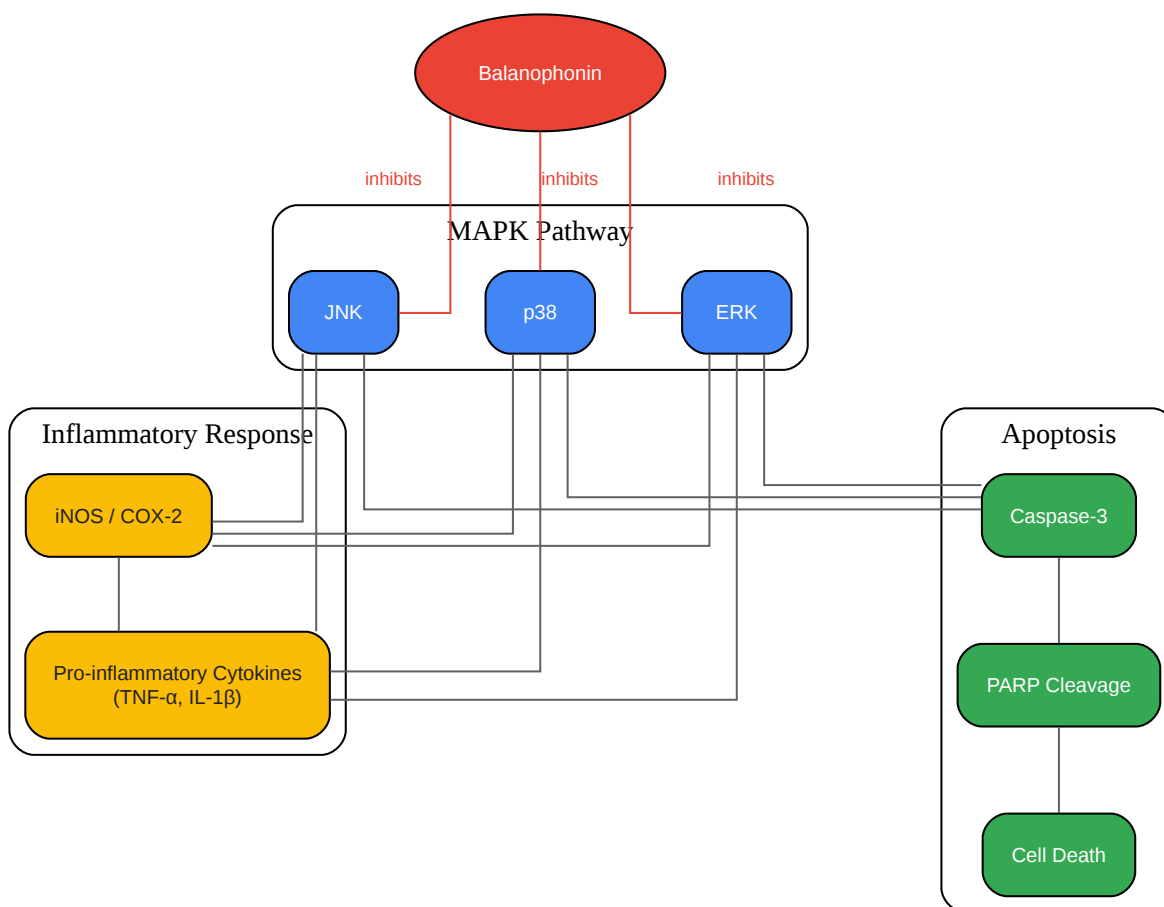 Balanophonin
inhibits
inhibits
inhibits
MAPK Pathway
JNK
p38
ERK
Inflammatory Response
iNOS / COX-2
Pro-inflammatory Cytokines
(TNF-α, IL-1β)
Apoptosis
Caspase-3
PARP Cleavage
Cell Death